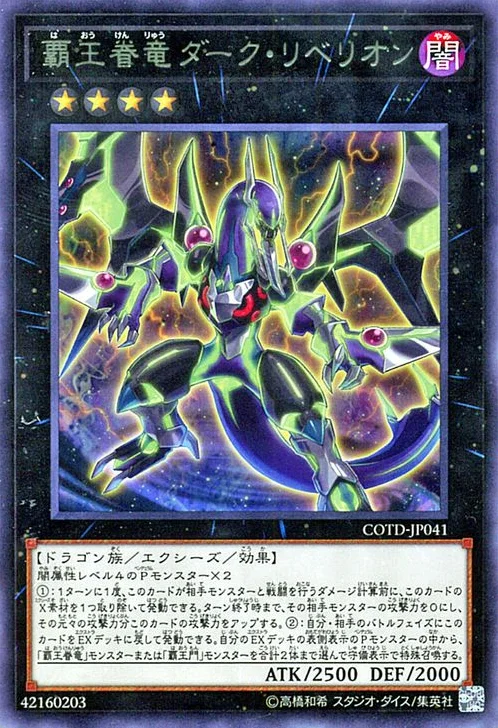 覇王眷竜ダーク・リベリオン
闇
COTD-JP041
【ドラゴン族/エクシーズ/効果】
闇属性レベル4のPモンスター×2
①:1ターンに1度、このカードが相手モンスターと戦闘を行うダメージ計算前に、このカードの
X素材を1つ取り除いて発動できる。ターン終了時まで、その相手モンスターの攻撃力を0にし、
その元々の攻撃力分このカードの攻撃力をアップする。②:自分・相手のバトルフェイズにこの
カードをEXデッキに戻して発動できる。自分のEXデッキの表側表示のPモンスターの中から、
「覇王眷竜」モンスターまたは「覇王門」モンスターを合計2体まで選んで守備表示で特殊召喚する。
ATK/2500 DEF/2000
42160203
©高橋和希 スタジオ・ダイス/集英社